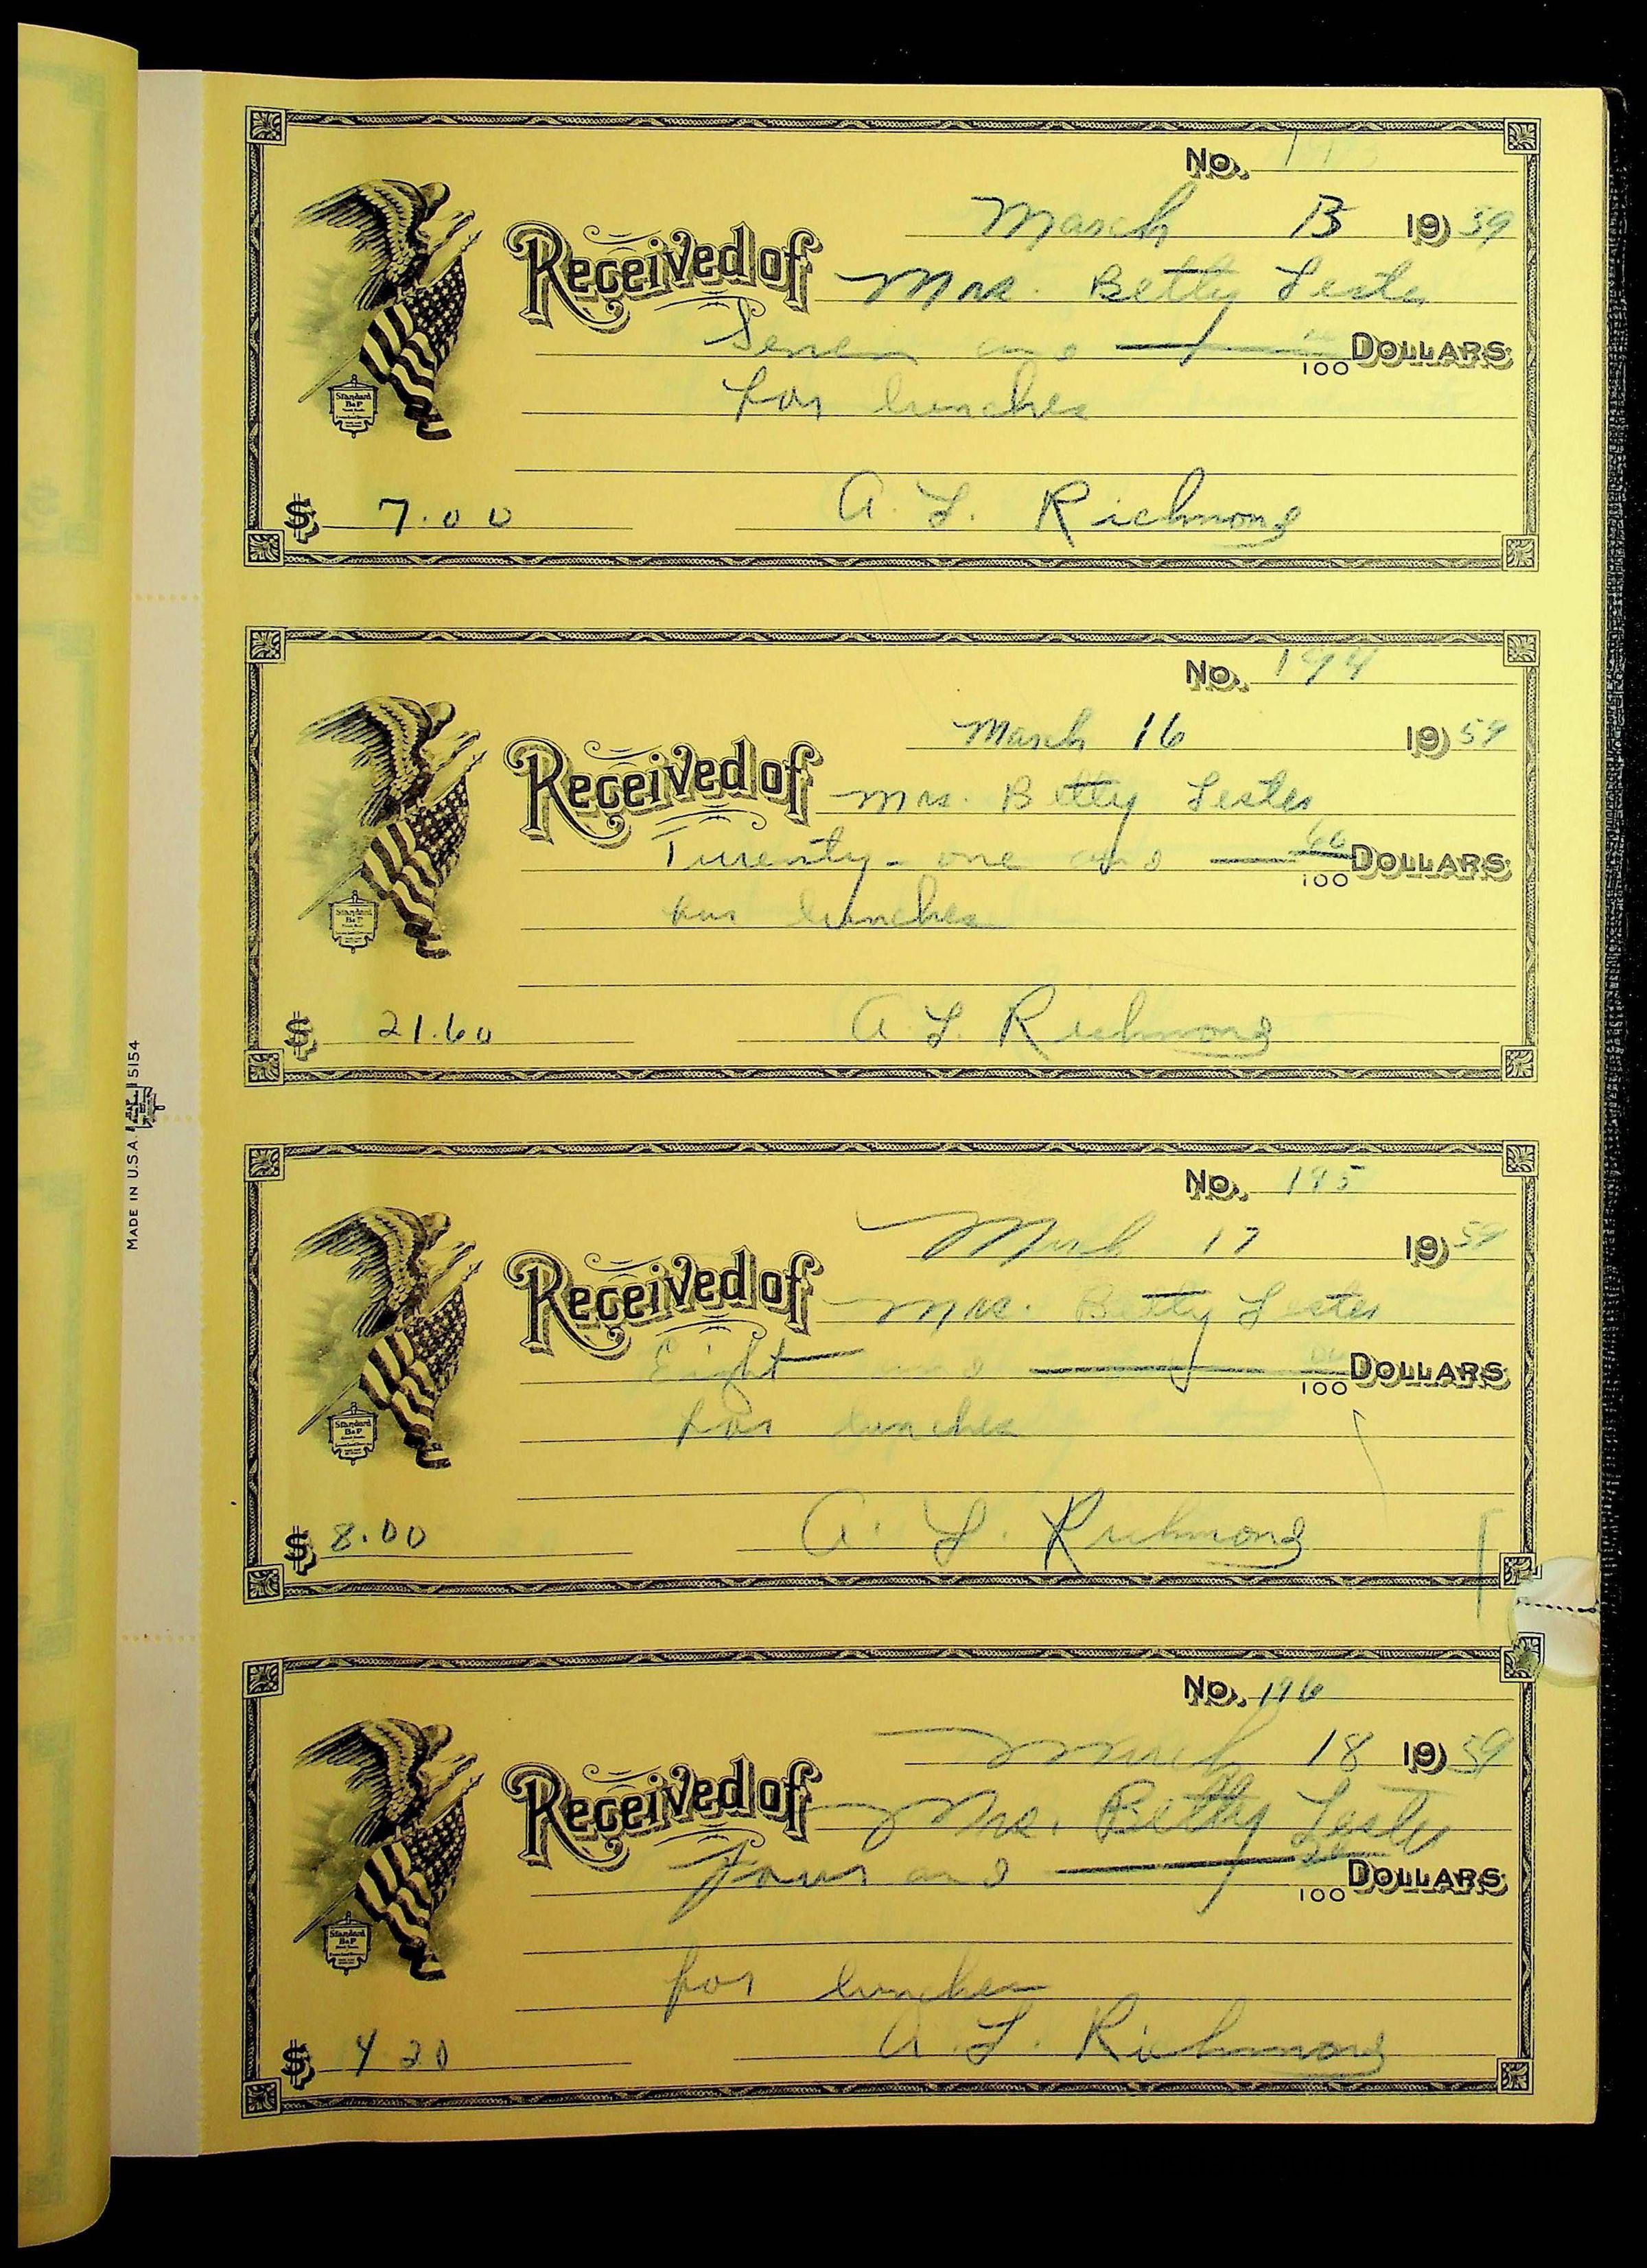 No. 193
March 13 1959
Received of Mrs. Betty Lester
Seven and 00/100 Dollars
for lunches
$ 7.00 A. L. Richmond
Standard B&P
No. 194
March 16 1959
Received of Mrs. Betty Lester
Twenty-one and 60/100 Dollars
for lunches
$ 21.60 A. L. Richmond
Standard B&P
No. 195
March 17 1959
Received of Mrs. Betty Lester
Eight and 00/100 Dollars
for lunches
$ 8.00 A. L. Richmond
Standard B&P
No. 196
March 18 1959
Received of Mrs. Betty Lester
Four and 20/100 Dollars
for lunches
$ 4.20 A. L. Richmond
Standard B&P
MADE IN U.S.A. 5154